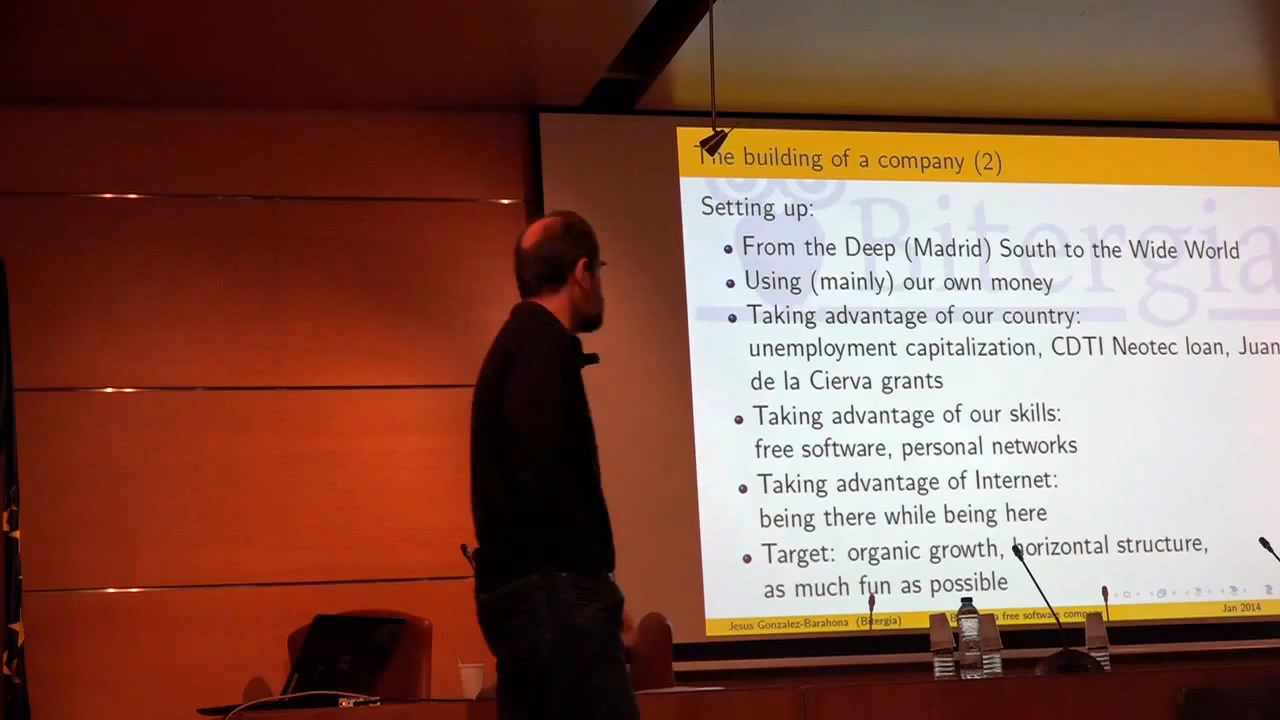 The building of a company (2)
Setting up:
From the Deep (Madrid) South to the Wide World
Using (mainly) our own money
Taking advantage of our country:
unemployment capitalization, CDTI Neotec loan, Juan
de la Cierva grants
Taking advantage of our skills:
free software, personal networks
Taking advantage of Internet:
being there while being here
Target: organic growth, horizontal structure,
as much fun as possible
Bitergia
Jesus Gonzalez-Barahona (Bitergia)
a free software company
Jan 2014